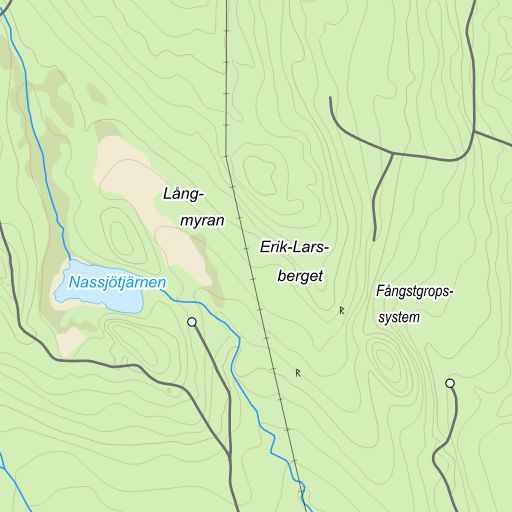 Lång-
myran
Erik-Lars-
berget
Nassjötjärnen
Fångstgrops-
system
R
R